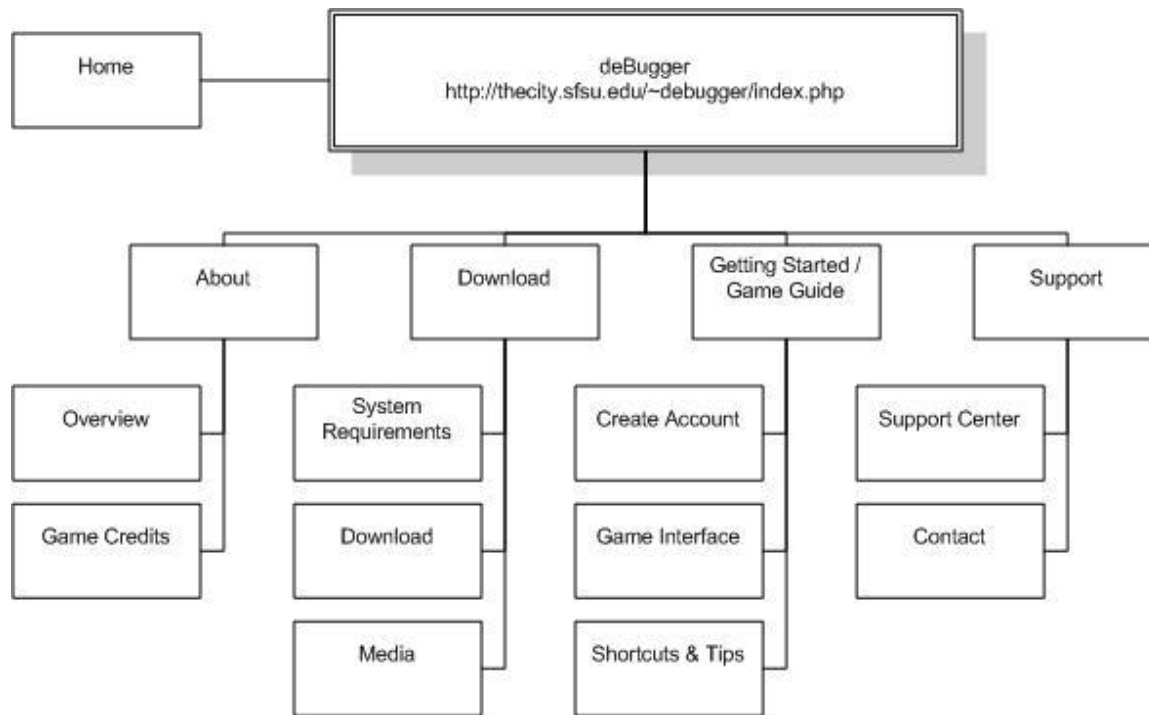 Home
deBugger
http://thecity.sfsu.edu/~debugger/index.php
About
Download
Getting Started /
Game Guide
Support
Overview
System
Requirements
Create Account
Support Center
Game Credits
Download
Game Interface
Contact
Media
Shortcuts & Tips